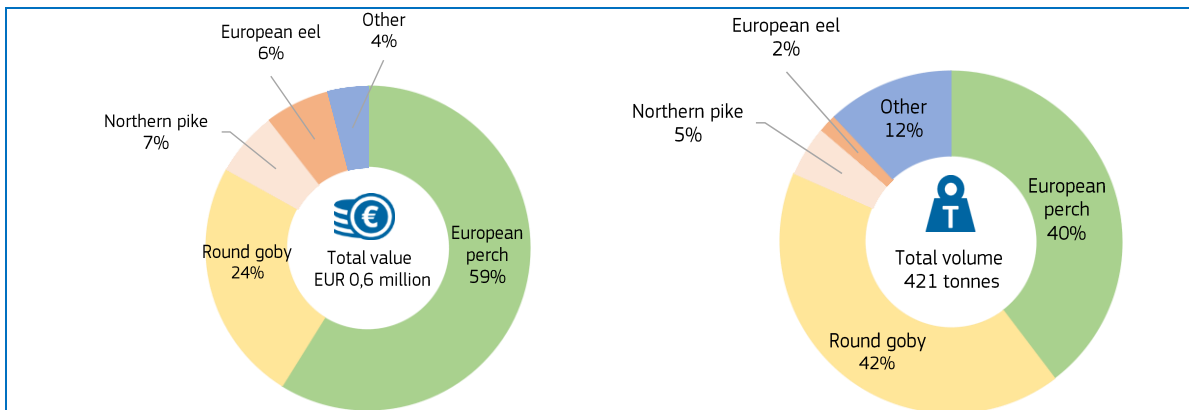 Other
4%
European eel
6%
Northern pike
7%
Round goby
24%
Total value
EUR 0,6 million
European
perch
59%
European eel
2%
Northern pike
5%
Other
12%
European
perch
40%
T
Total volume
421 tonnes
Round goby
42%
€